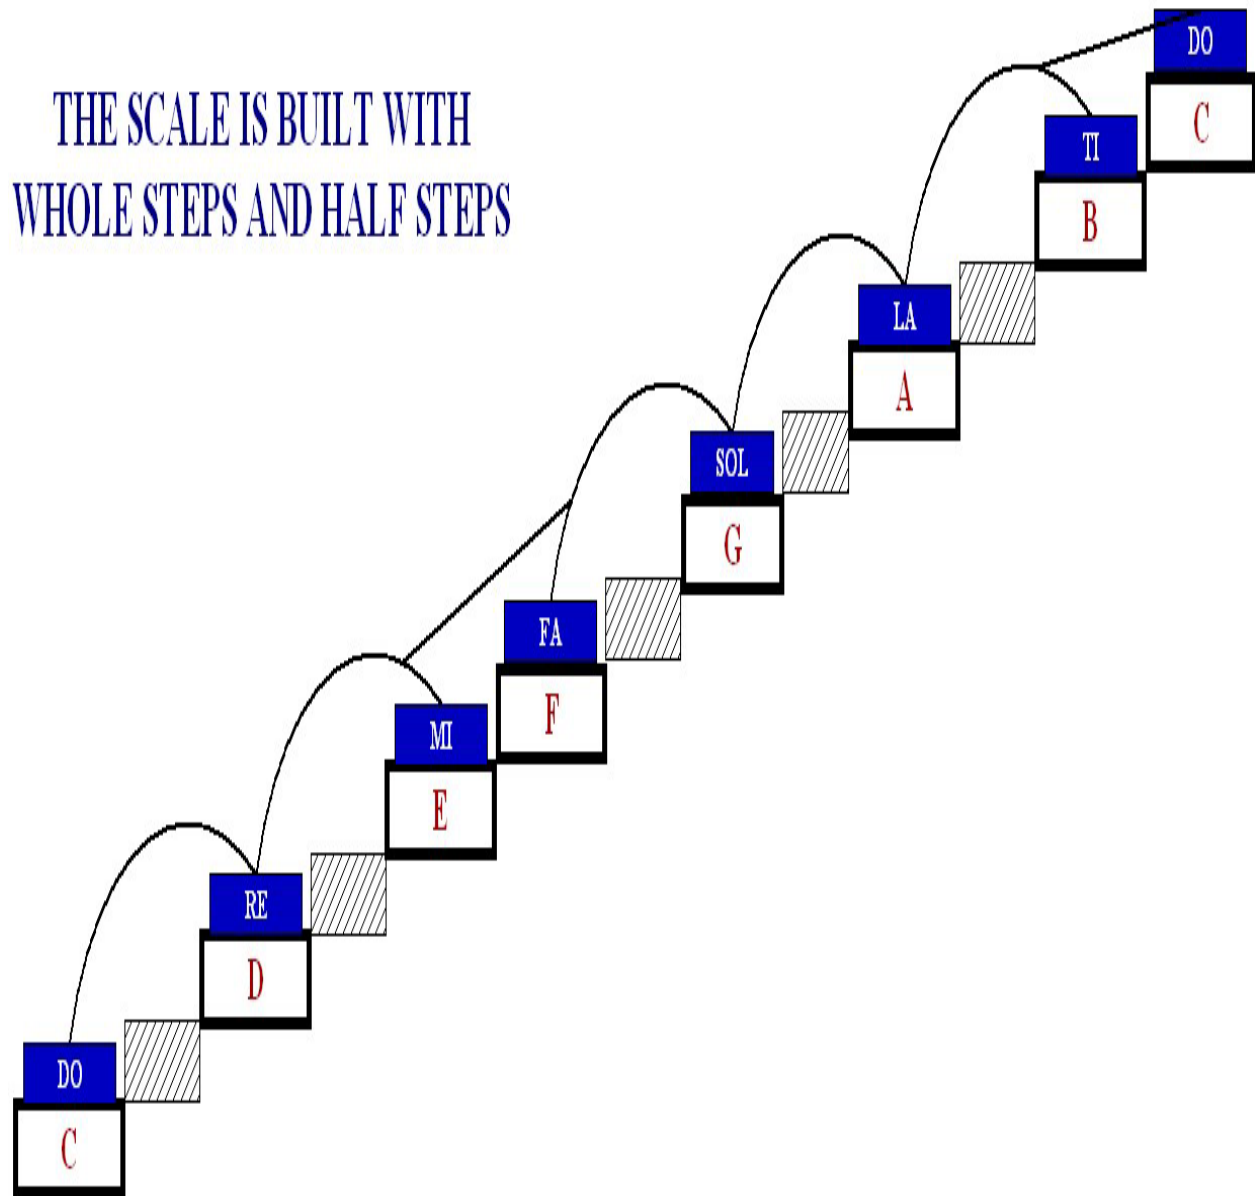 THE SCALE IS BUILT WITH
WHOLE STEPS AND HALF STEPS
DO
C
TI
B
LA
A
SOL
G
FA
F
MI
E
RE
D
DO
C